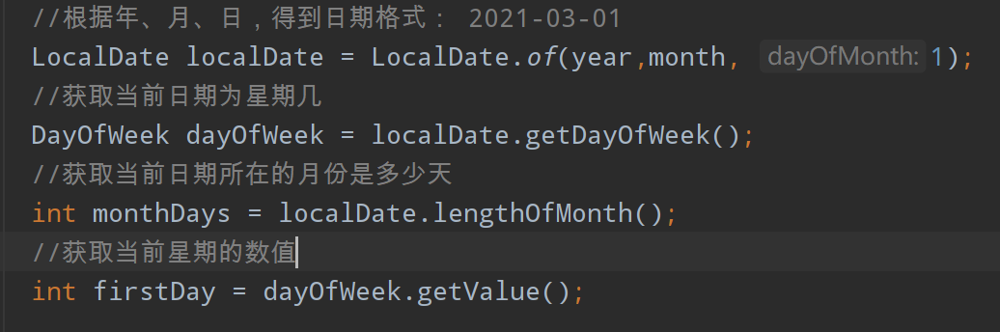 //根据年、月、日，得到日期格式： 2021-03-01
LocalDate localDate = LocalDate.of(year,month, dayOfMonth: 1);
//获取当前日期为星期几
DayOfWeek dayOfWeek = localDate.getDayOfWeek();
//获取当前日期所在的月份是多少天
int monthDays = localDate.lengthOfMonth();
//获取当前星期的数值
int firstDay = dayOfWeek.getValue();